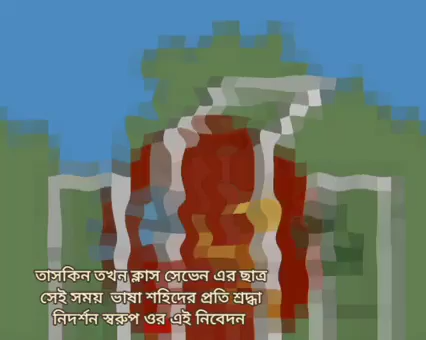 তাসকিন তখন ক্লাস সেভেন এর ছাত্র
সেই সময় ভাষা শহিদের প্রতি শ্রদ্ধা
নিদর্শন স্বরুপ ওর এই নিবেদন